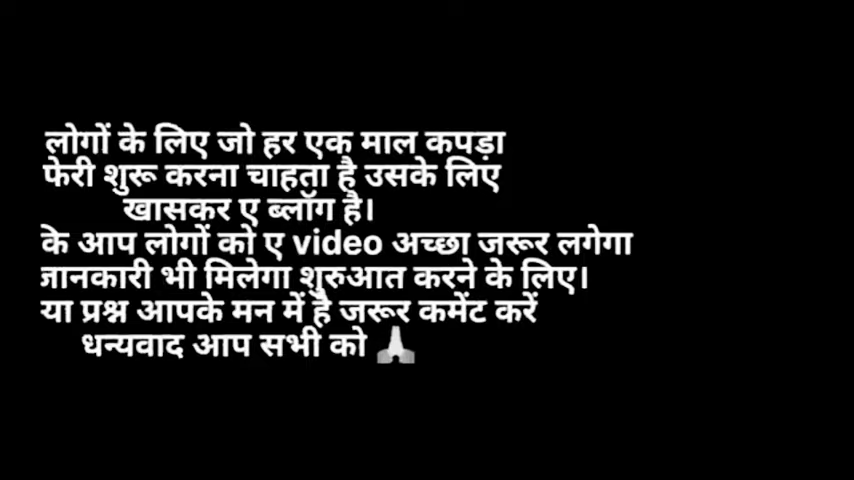 लोगों के लिए जो हर एक माल कपड़ा
फेरी शुरू करना चाहता है उसके लिए
खासकर ए ब्लॉग है।
के आप लोगों को ए video अच्छा जरूर लगेगा
जानकारी भी मिलेगा शुरुआत करने के लिए।
या प्रश्न आपके मन में है जरूर कमेंट करें
धन्यवाद आप सभी को 🙏